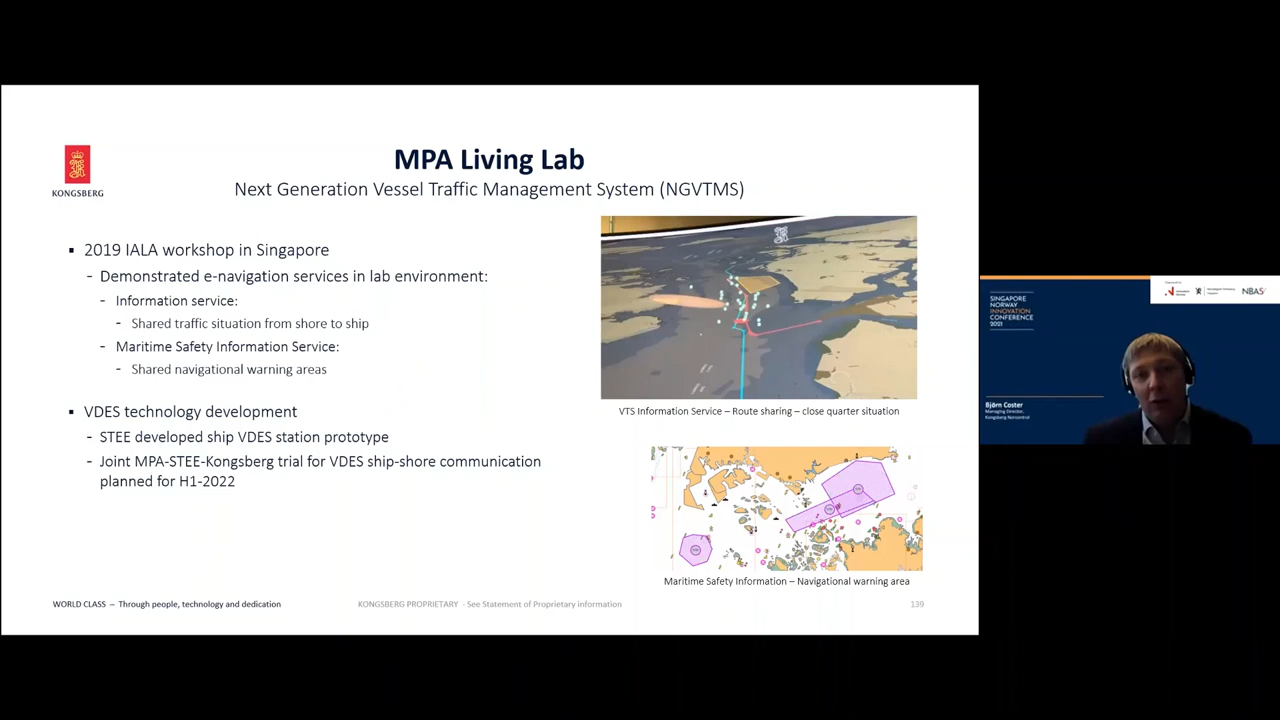 MPA Living Lab
Next Generation Vessel Traffic Management System (NGVTMS)
KONGSBERG
▪ 2019 IALA workshop in Singapore
- Demonstrated e-navigation services in lab environment:
- Information service:
- Shared traffic situation from shore to ship
- Maritime Safety Information Service:
- Shared navigational warning areas
▪ VDES technology development
- STEE developed ship VDES station prototype
- Joint MPA-STEE-Kongsberg trial for VDES ship-shore communication
planned for H1-2022
VTS Information Service – Route sharing – close quarter situation
Maritime Safety Information – Navigational warning area
WORLD CLASS – Through people, technology and dedication
KONGSBERG PROPRIETARY - See Statement of Proprietary information
139
SINGAPORE
NORWAY
INNOVATION
CONFERENCE
2021
NBAS
Björn Coster
Managing Director,
Kongsberg Norcontrol